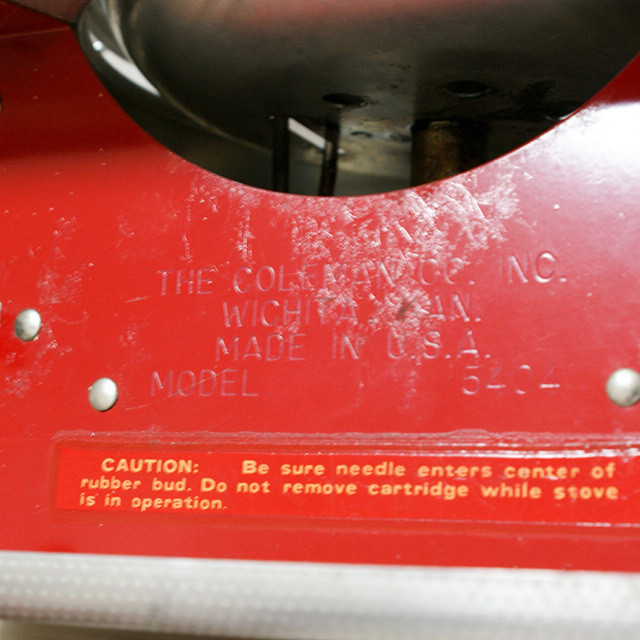 THE COLEMAN CO. INC.
WICHITA, KAN.
MADE IN U.S.A.
MODEL 5404
CAUTION: Be sure needle enters center of
rubber bud. Do not remove cartridge while stove
is in operation.